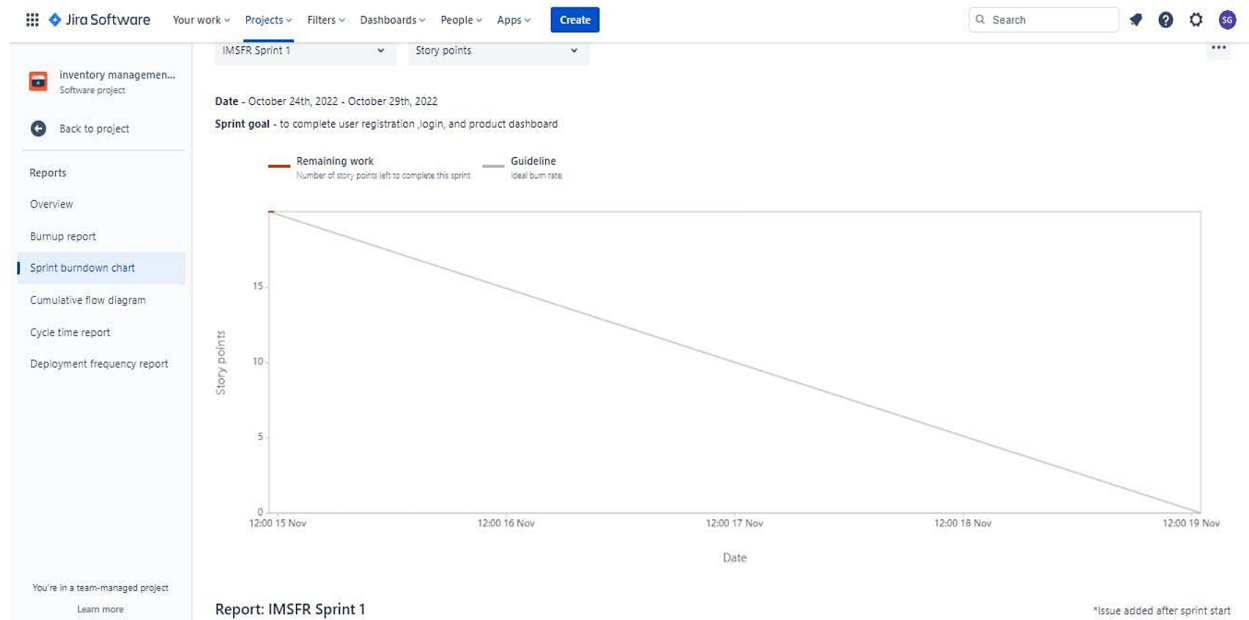 Jira Software Your work Projects Filters Dashboards People Apps Create Search SG
IMSFR Sprint 1 Story points
inventory managemen...
Software project
Back to project
Reports
Overview
Burnup report
Sprint burndown chart
Cumulative flow diagram
Cycle time report
Deployment frequency report
You're in a team-managed project
Learn more
Date - October 24th, 2022 - October 29th, 2022
Sprint goal - to complete user registration ,login, and product dashboard
Remaining work
Number of story points left to complete this sprint
Guideline
Ideal burn rate
Story points
15
10
5
0
12:00 15 Nov 12:00 16 Nov 12:00 17 Nov 12:00 18 Nov 12:00 19 Nov
Date
Report: IMSFR Sprint 1
*Issue added after sprint start